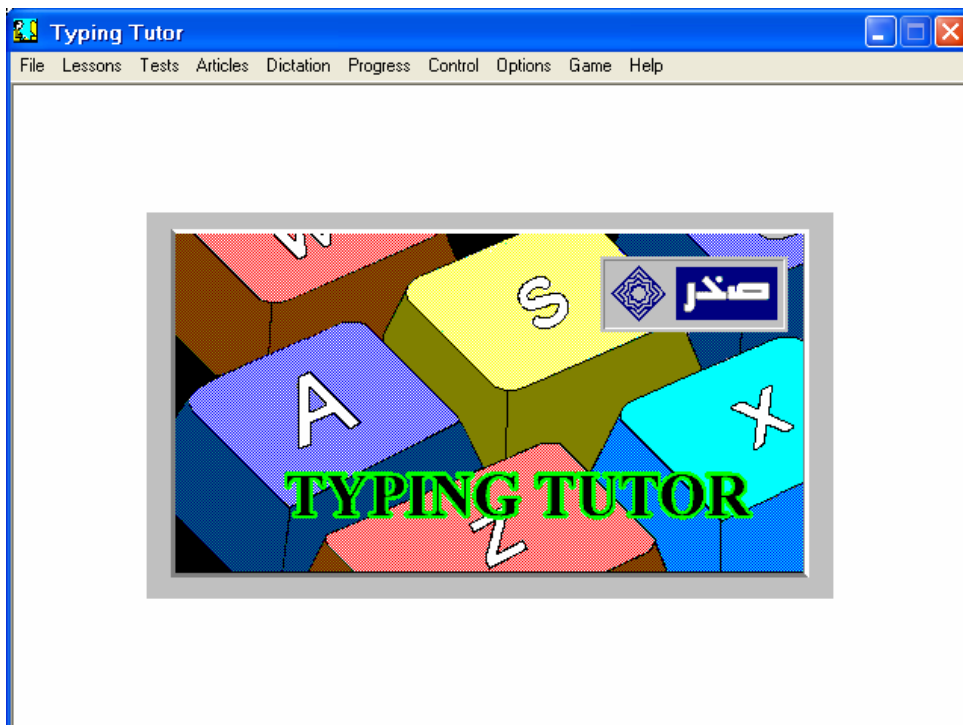 Typing Tutor
File Lessons Tests Articles Dictation Progress Control Options Game Help
W
S
صخر
A
X
TYPING TUTOR
Z